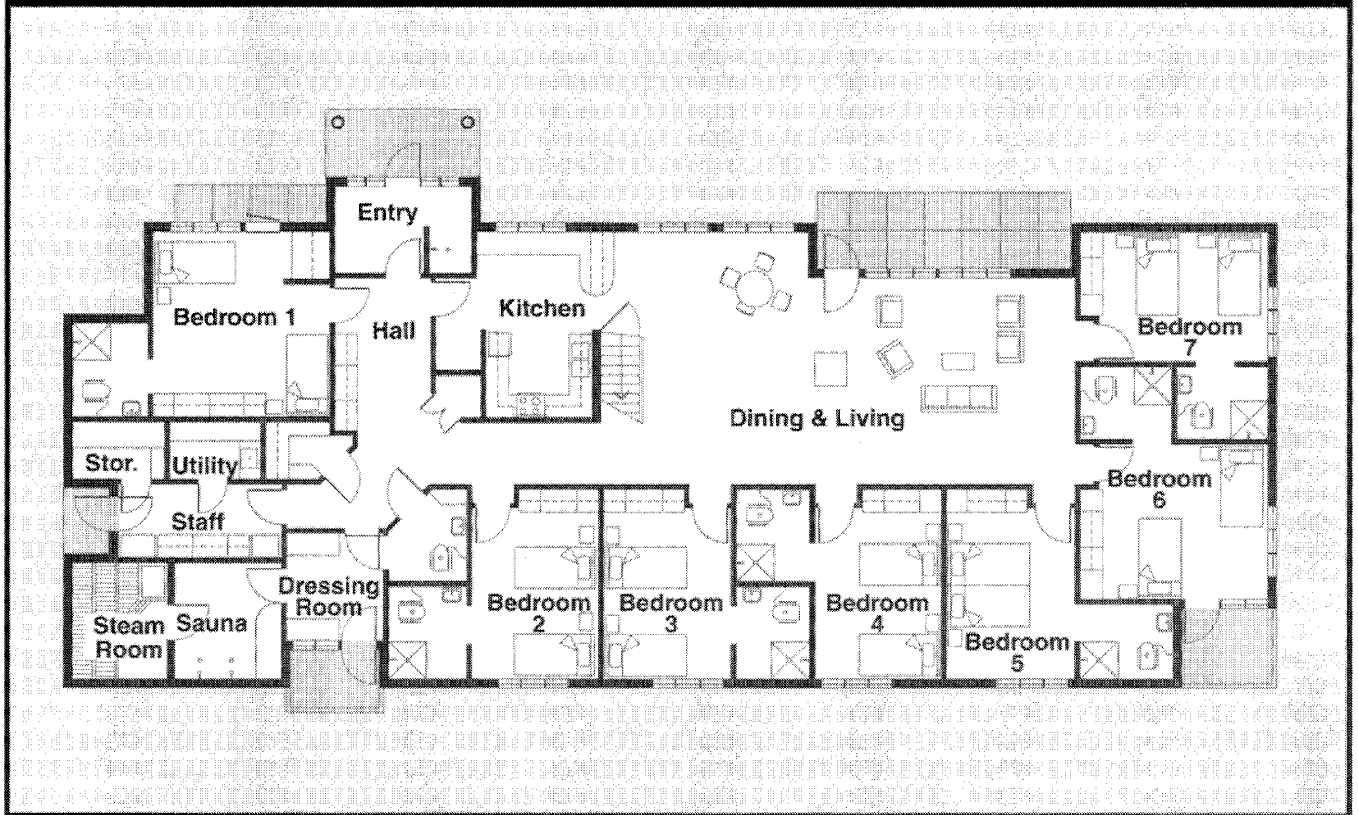 Entry
Bedroom 1
Hall
Kitchen
Bedroom
7
Dining & Living
Stor.
Utility
Bedroom
6
Staff
Dressing
Room
Steam
Room
Sauna
Bedroom
2
Bedroom
3
Bedroom
4
Bedroom
5